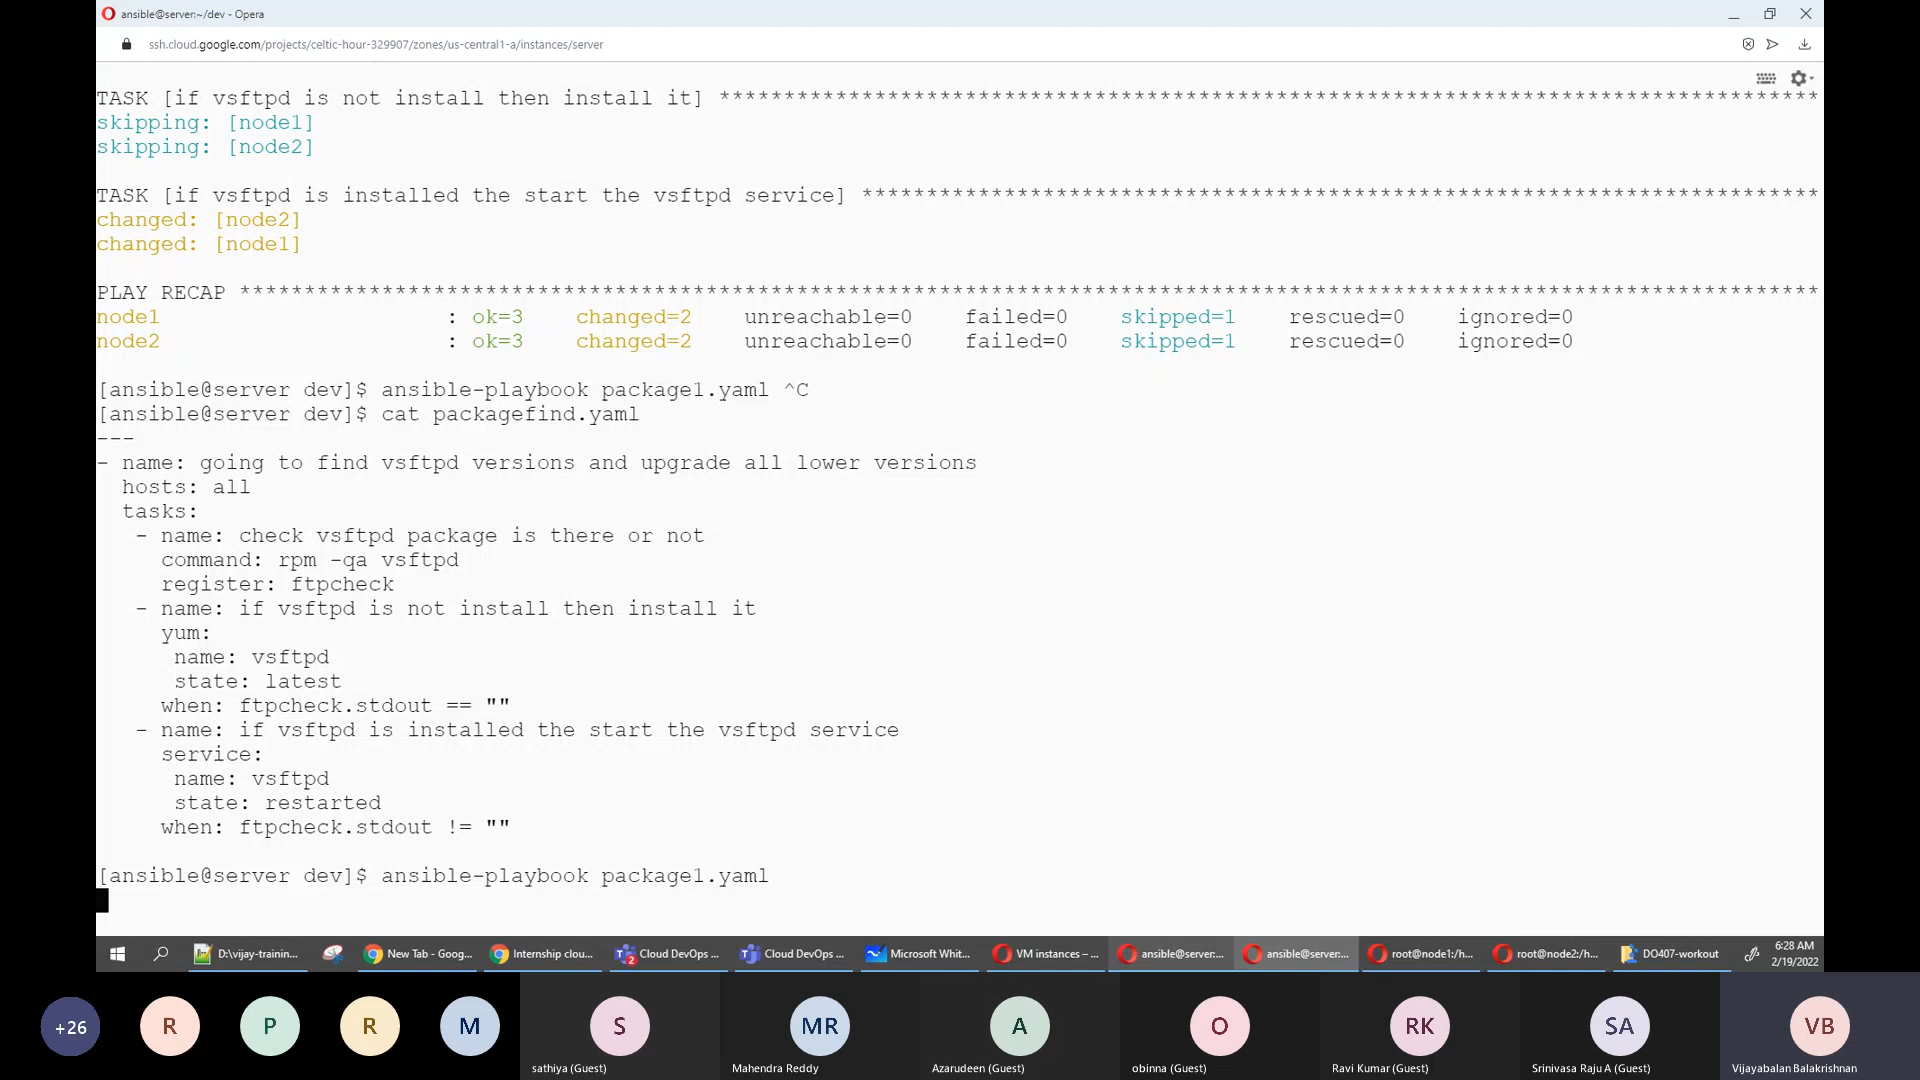 ansible@server:~/dev - Opera
ssh.cloud.google.com/projects/celtic-hour-329907/zones/us-central1-a/instances/server
TASK [if vsftpd is not install then install it] *************************************************************************************
skipping: [node1]
skipping: [node2]
TASK [if vsftpd is installed the start the vsftpd service] **************************************************************************
changed: [node2]
changed: [node1]
PLAY RECAP **************************************************************************************************************************
node1 : ok=3 changed=2 unreachable=0 failed=0 skipped=1 rescued=0 ignored=0
node2 : ok=3 changed=2 unreachable=0 failed=0 skipped=1 rescued=0 ignored=0
[ansible@server dev]$ ansible-playbook package1.yaml ^C
[ansible@server dev]$ cat packagefind.yaml
---
- name: going to find vsftpd versions and upgrade all lower versions
hosts: all
tasks:
- name: check vsftpd package is there or not
command: rpm -qa vsftpd
register: ftpcheck
- name: if vsftpd is not install then install it
yum:
name: vsftpd
state: latest
when: ftpcheck.stdout == ""
- name: if vsftpd is installed the start the vsftpd service
service:
name: vsftpd
state: restarted
when: ftpcheck.stdout != ""
[ansible@server dev]$ ansible-playbook package1.yaml
D:\vijay-trainin... New Tab - Goog... Internship clou... 2 Cloud DevOps ... Cloud DevOps ... Microsoft Whit... VM instances – ... ansible@server:... ansible@server:... root@node1:/h... root@node2:/h... DO407-workout 6:28 AM
2/19/2022
+26 R P R M S MR A O RK SA VB
sathiya (Guest) Mahendra Reddy Azarudeen (Guest) obinna (Guest) Ravi Kumar (Guest) Srinivasa Raju A (Guest) Vijayabalan Balakrishnan